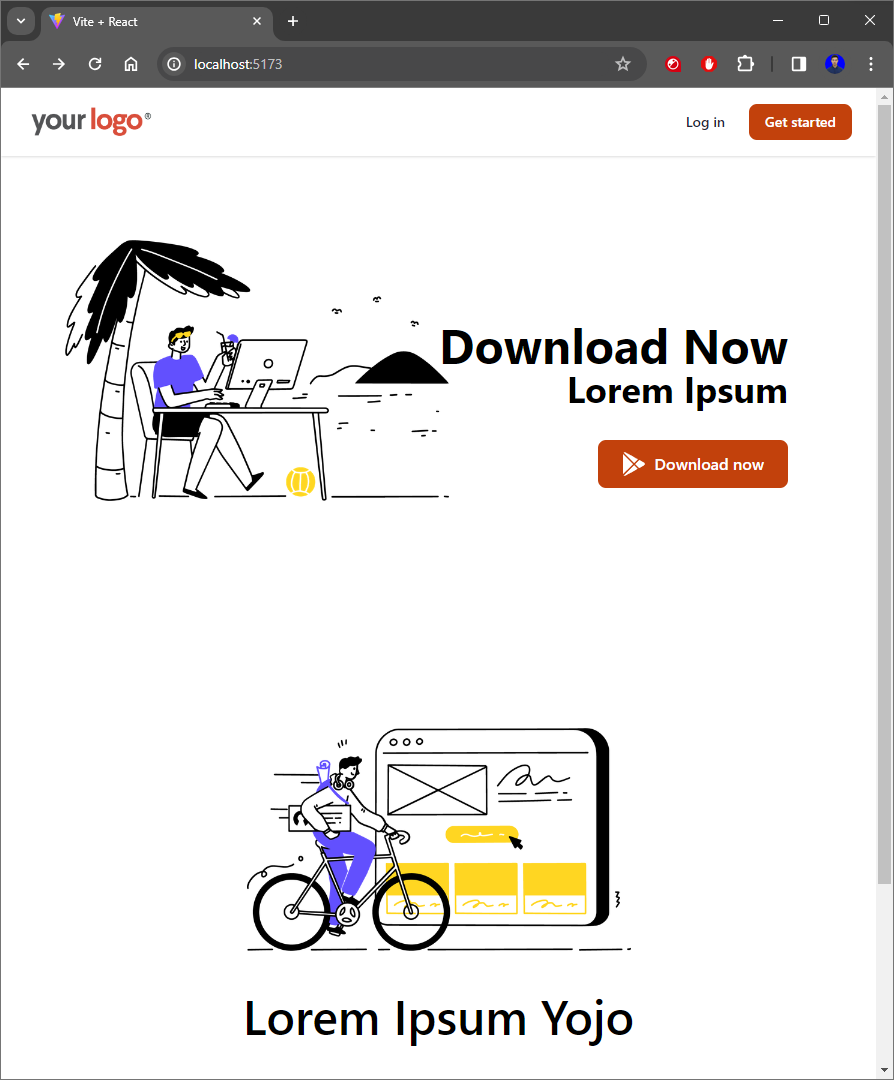 Vite + React
localhost:5173
your logo®
Log in
Get started
Download Now
Lorem Ipsum
Download now
Lorem Ipsum Yojo